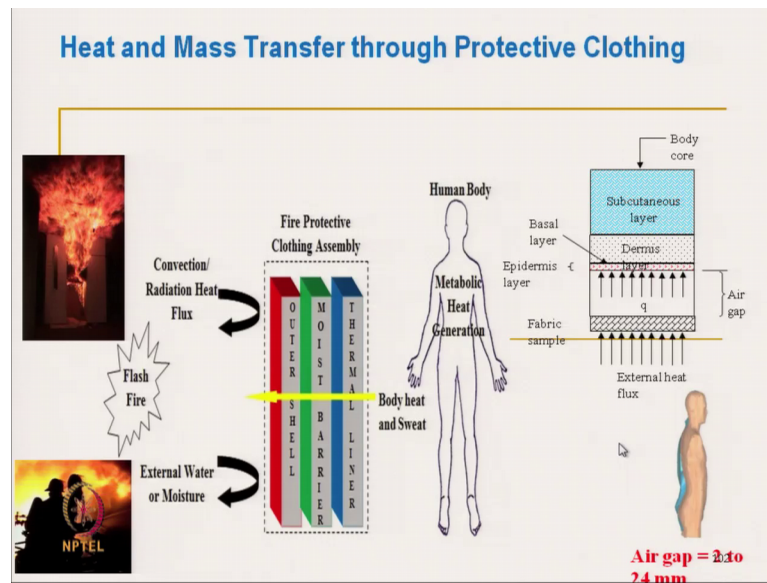 Heat and Mass Transfer through Protective Clothing
Human Body
Fire Protective
Clothing Assembly
Convection/
Radiation Heat
Flux
Flash
Fire
External Water
or Moisture
OUTER SHELL
MOIST BARRIER
THERMAL LINER
Body heat
and Sweat
Metabolic
Heat
Generation
Body
core
Subcutaneous
layer
Basal
layer
Dermis
layer
Epidermis
layer
Air
gap
q
Fabric
sample
External heat
flux
NPTEL
Air gap = 2 to
24 mm